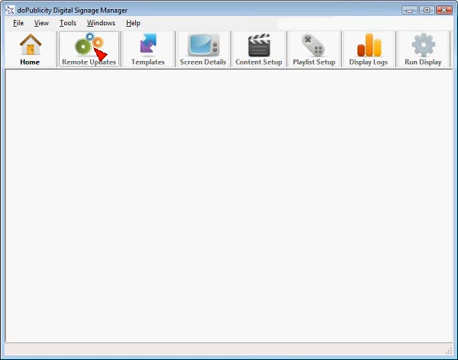 doPublicity Digital Signage Manager
File View Tools Windows Help
Home Remote Updates Templates Screen Details Content Setup Playlist Setup Display Logs Run Display